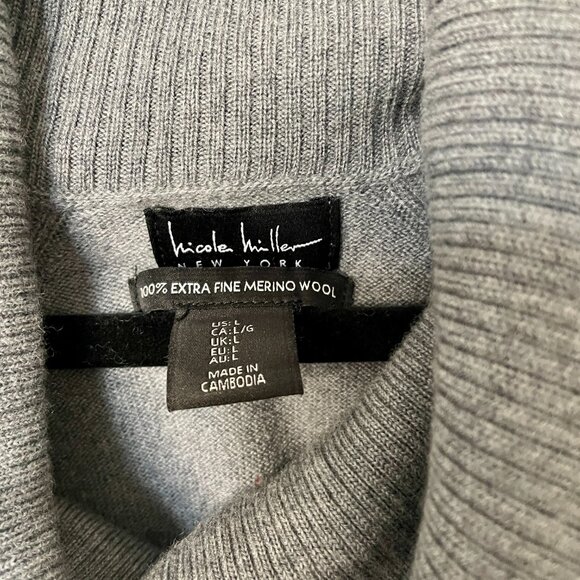 Nicole Miller
NEW YORK
100% EXTRA FINE MERINO WOOL
US: L
CA: L/G
UK: L
EU: L
AU: L
MADE IN
CAMBODIA